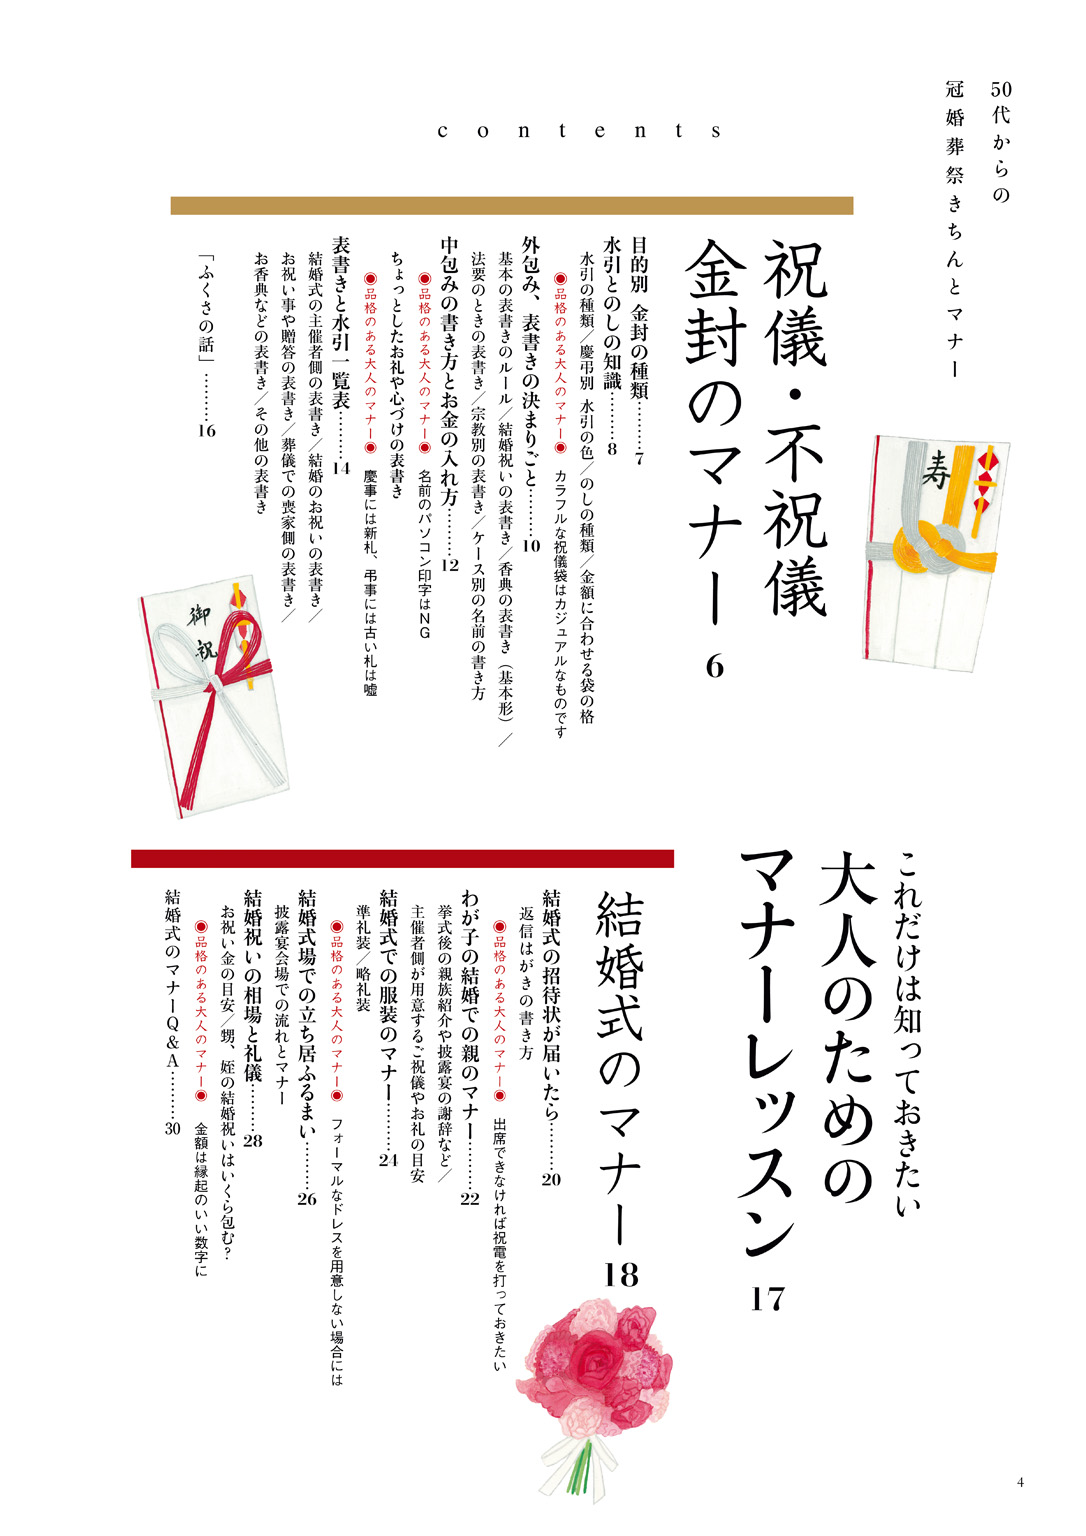 50代からの
冠婚葬祭きちんとマナー
contents
祝儀・不祝儀
金封のマナー 6
目的別 金封の種類………7
水引とのしの知識………8
水引の種類／慶弔別 水引の色／のしの種類／金額に合わせる袋の格
◉品格のある大人のマナー◉ カラフルな祝儀袋はカジュアルなものです
外包み、表書きの決まりごと………10
基本の表書きのルール／結婚祝いの表書き／香典の表書き（基本形）／
法要のときの表書き／宗教別の表書き／ケース別の名前の書き方
中包みの書き方とお金の入れ方………12
◉品格のある大人のマナー◉ 名前のパソコン印字はNG
ちょっとしたお礼や心づけの表書き
◉品格のある大人のマナー◉ 慶事には新札、弔事には古い札は嘘
表書きと水引一覧表………14
結婚式の主催者側の表書き／結婚のお祝いの表書き／
お祝い事や贈答の表書き／葬儀での喪家側の表書き／
お香典などの表書き／その他の表書き
「ふくさの話」………16
寿
御祝
これだけは知っておきたい
大人のための
マナーレッスン 17
結婚式のマナー 18
結婚式の招待状が届いたら………20
返信はがきの書き方
◉品格のある大人のマナー◉ 出席できなければ祝電を打っておきたい
わが子の結婚での親のマナー………22
挙式後の親族紹介や披露宴の謝辞など／
主催者側が用意するご祝儀やお礼の目安
結婚式での服装のマナー………24
準礼装／略礼装
◉品格のある大人のマナー◉ フォーマルなドレスを用意しない場合には
結婚式場での立ち居ふるまい………26
披露宴会場での流れとマナー
結婚祝いの相場と礼儀………28
お祝い金の目安／甥、姪の結婚祝いはいくら包む？
◉品格のある大人のマナー◉ 金額は縁起のいい数字に
結婚式のマナーQ＆A………30
4